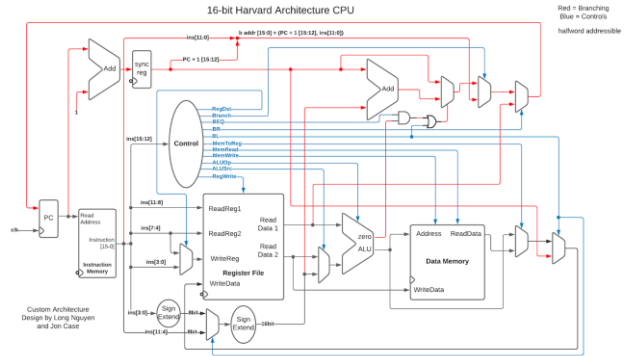 16-bit Harvard Architecture CPU
Red = Branching
Blue = Controls
halfword addressible
ins[11:0]
b addr [15:0] = (PC + 1 [15:12], ins[11:0])
Add
sync
reg
PC + 1 [15:12]
1
Add
RegDst
Branch
BEQ
BR
BL
MemToReg
MemRead
MemWrite
ALUOp
ALUSrc
RegWrite
Control
ins[15:12]
PC
clk
Read
Address
Instruction
[15-0]
Instruction
Memory
ins[11:8]
ins[7:4]
ins[3:0]
ReadReg1
ReadReg2
WriteReg
WriteData
Read
Data 1
Read
Data 2
Register File
zero
ALU
Address
ReadData
Data Memory
WriteData
Custom Architecture
Design by Long Nguyen
and Jon Case
ins[3:0]
Sign
Extend
8bit
ins[11:4]
8bit
Sign
Extend
16bit